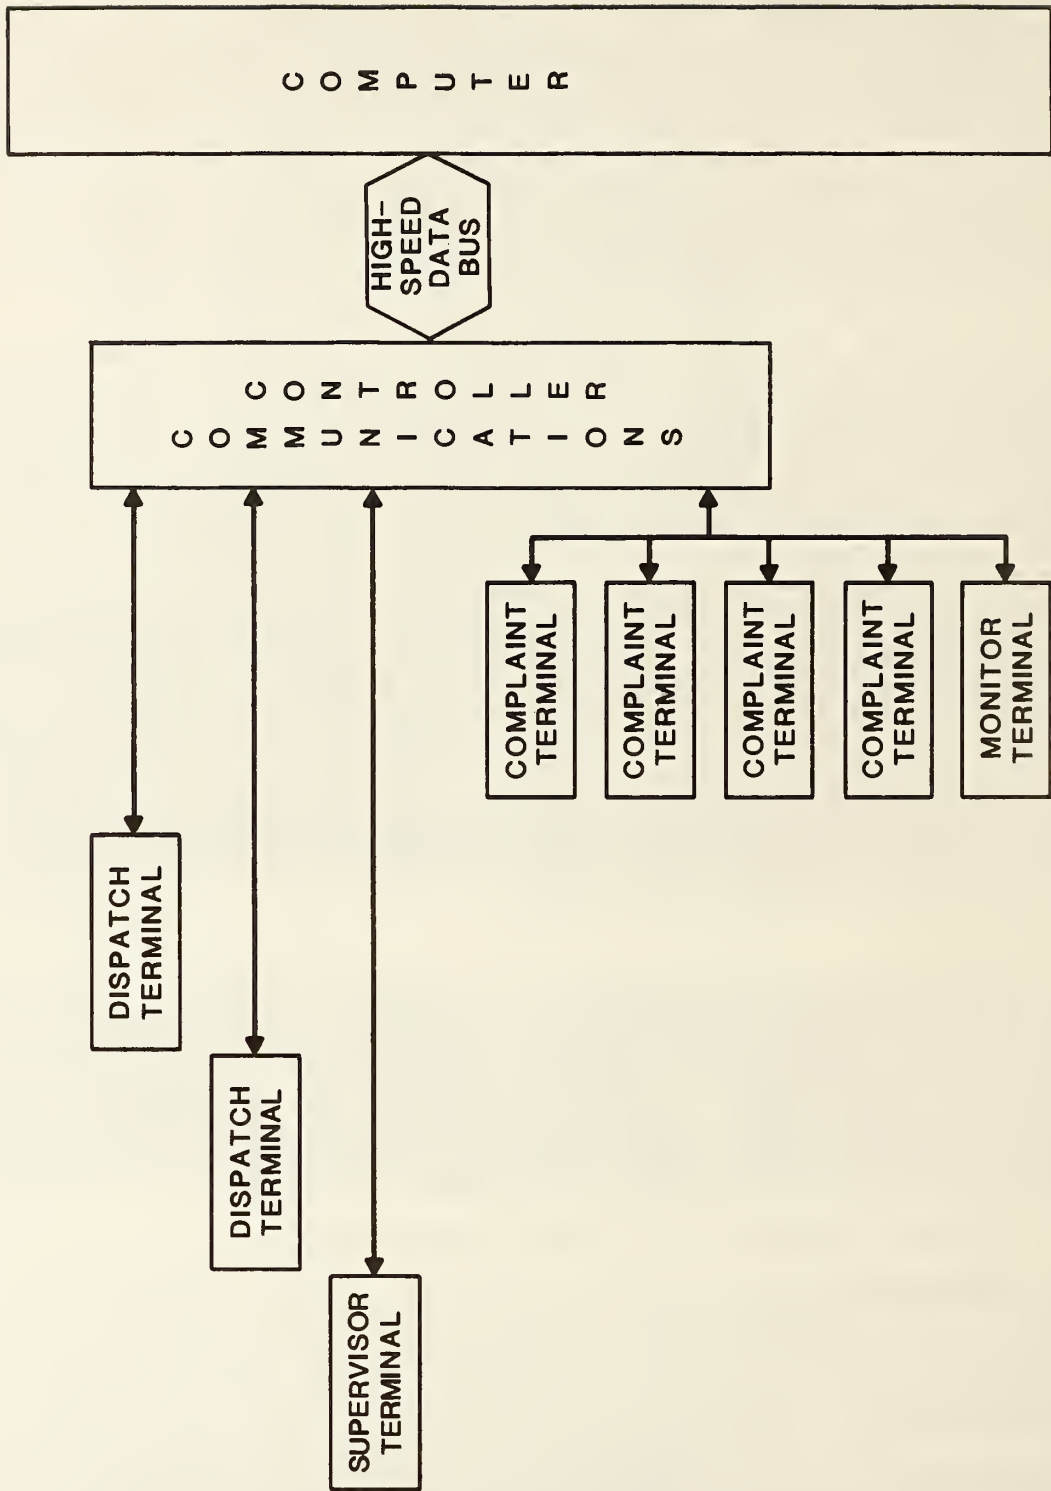 DISPATCH
TERMINAL
DISPATCH
TERMINAL
SUPERVISOR
TERMINAL
COMPLAINT
TERMINAL
COMPLAINT
TERMINAL
COMPLAINT
TERMINAL
COMPLAINT
TERMINAL
MONITOR
TERMINAL
COMMUNICATIONS
CONTROLLER
HIGH-
SPEED
DATA
BUS
COMPUTER